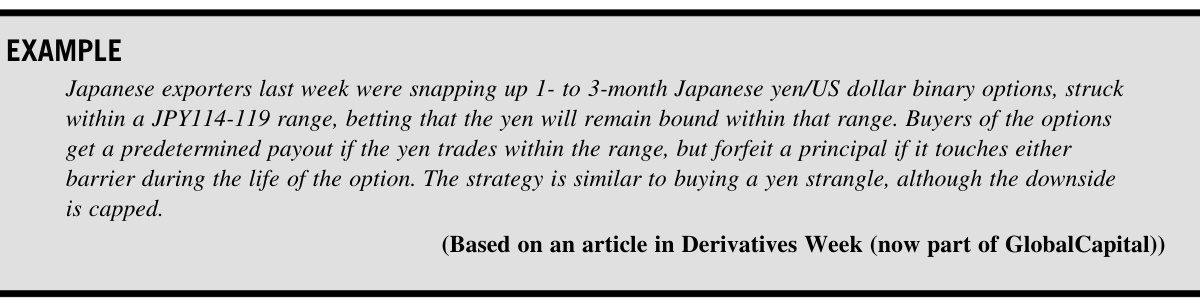 EXAMPLE
Japanese exporters last week were snapping up 1- to 3-month Japanese yen/US dollar binary options, struck
within a JPY114-119 range, betting that the yen will remain bound within that range. Buyers of the options
get a predetermined payout if the yen trades within the range, but forfeit a principal if it touches either
barrier during the life of the option. The strategy is similar to buying a yen strangle, although the downside
is capped.
(Based on an article in Derivatives Week (now part of GlobalCapital))